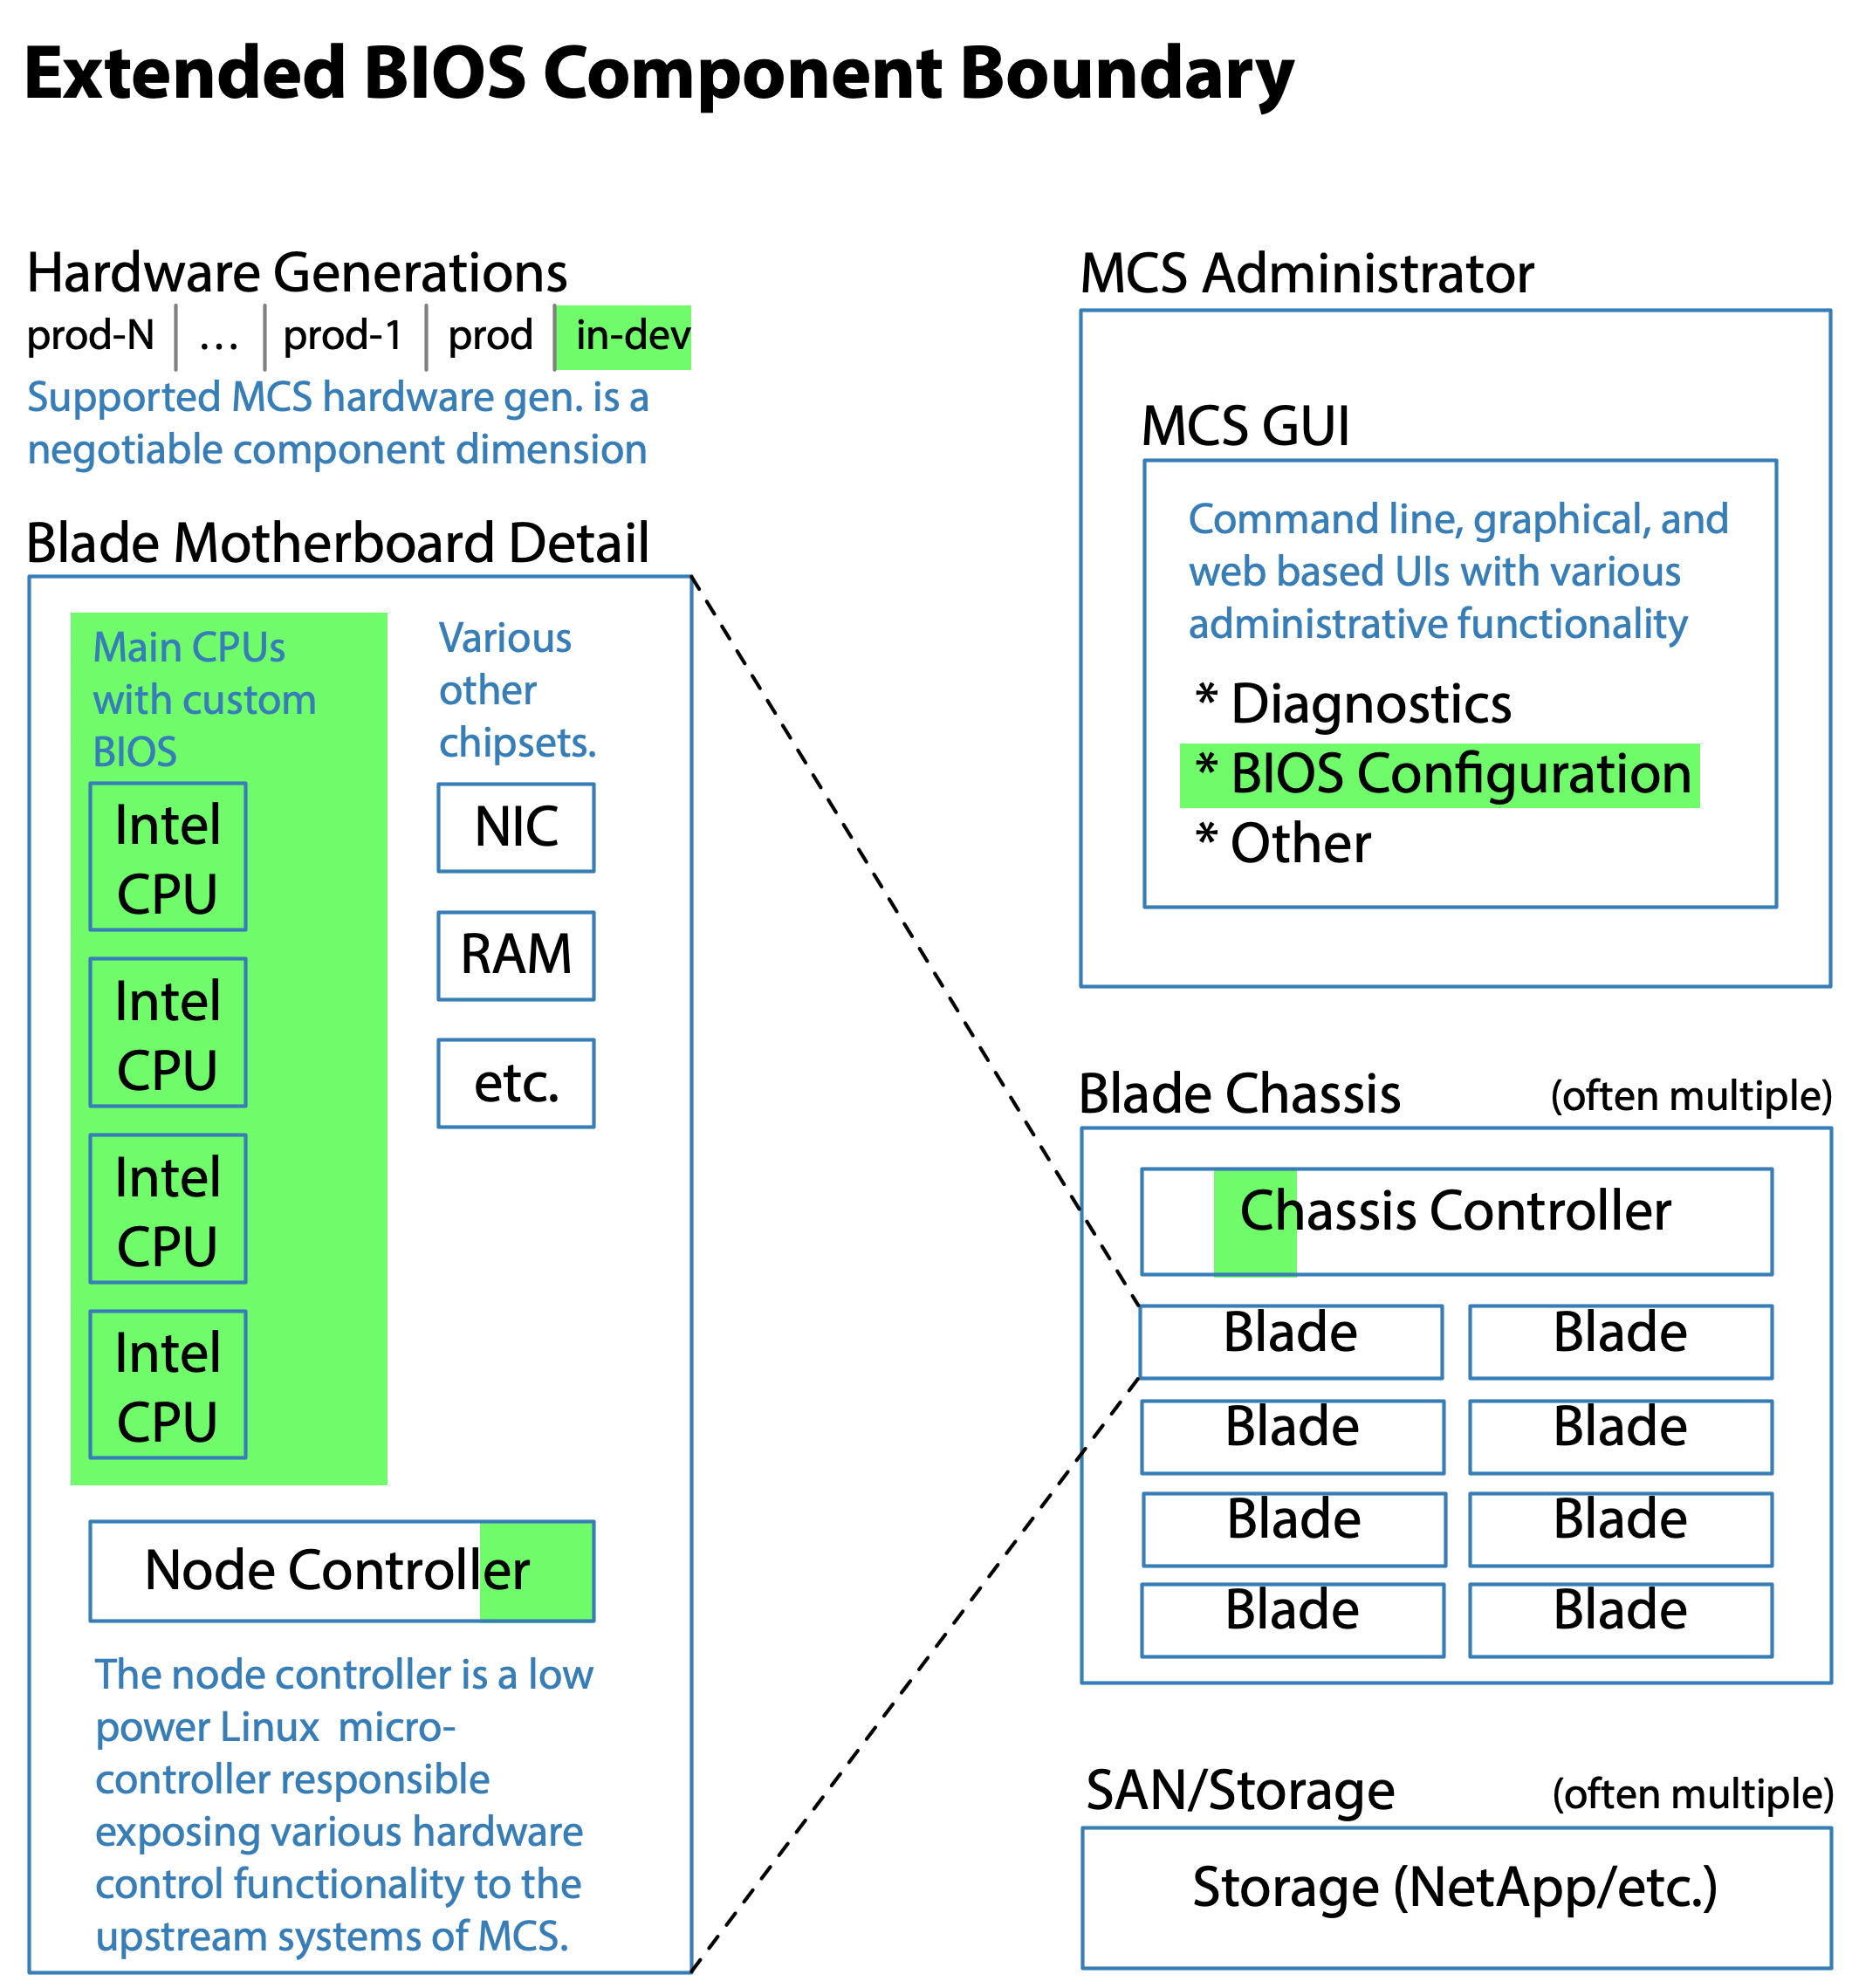 Extended BIOS Component Boundary
Hardware Generations
prod-N … prod-1 prod in-dev
Supported MCS hardware gen. is a
negotiable component dimension
Blade Motherboard Detail
Main CPUs
with custom
BIOS
Intel
CPU
Intel
CPU
Intel
CPU
Intel
CPU
Various
other
chipsets.
NIC
RAM
etc.
Node Controller
The node controller is a low
power Linux micro-
controller responsible
exposing various hardware
control functionality to the
upstream systems of MCS.
MCS Administrator
MCS GUI
Command line, graphical, and
web based UIs with various
administrative functionality
* Diagnostics
* BIOS Configuration
* Other
Blade Chassis (often multiple)
Chassis Controller
Blade Blade
Blade Blade
Blade Blade
Blade Blade
SAN/Storage (often multiple)
Storage (NetApp/etc.)